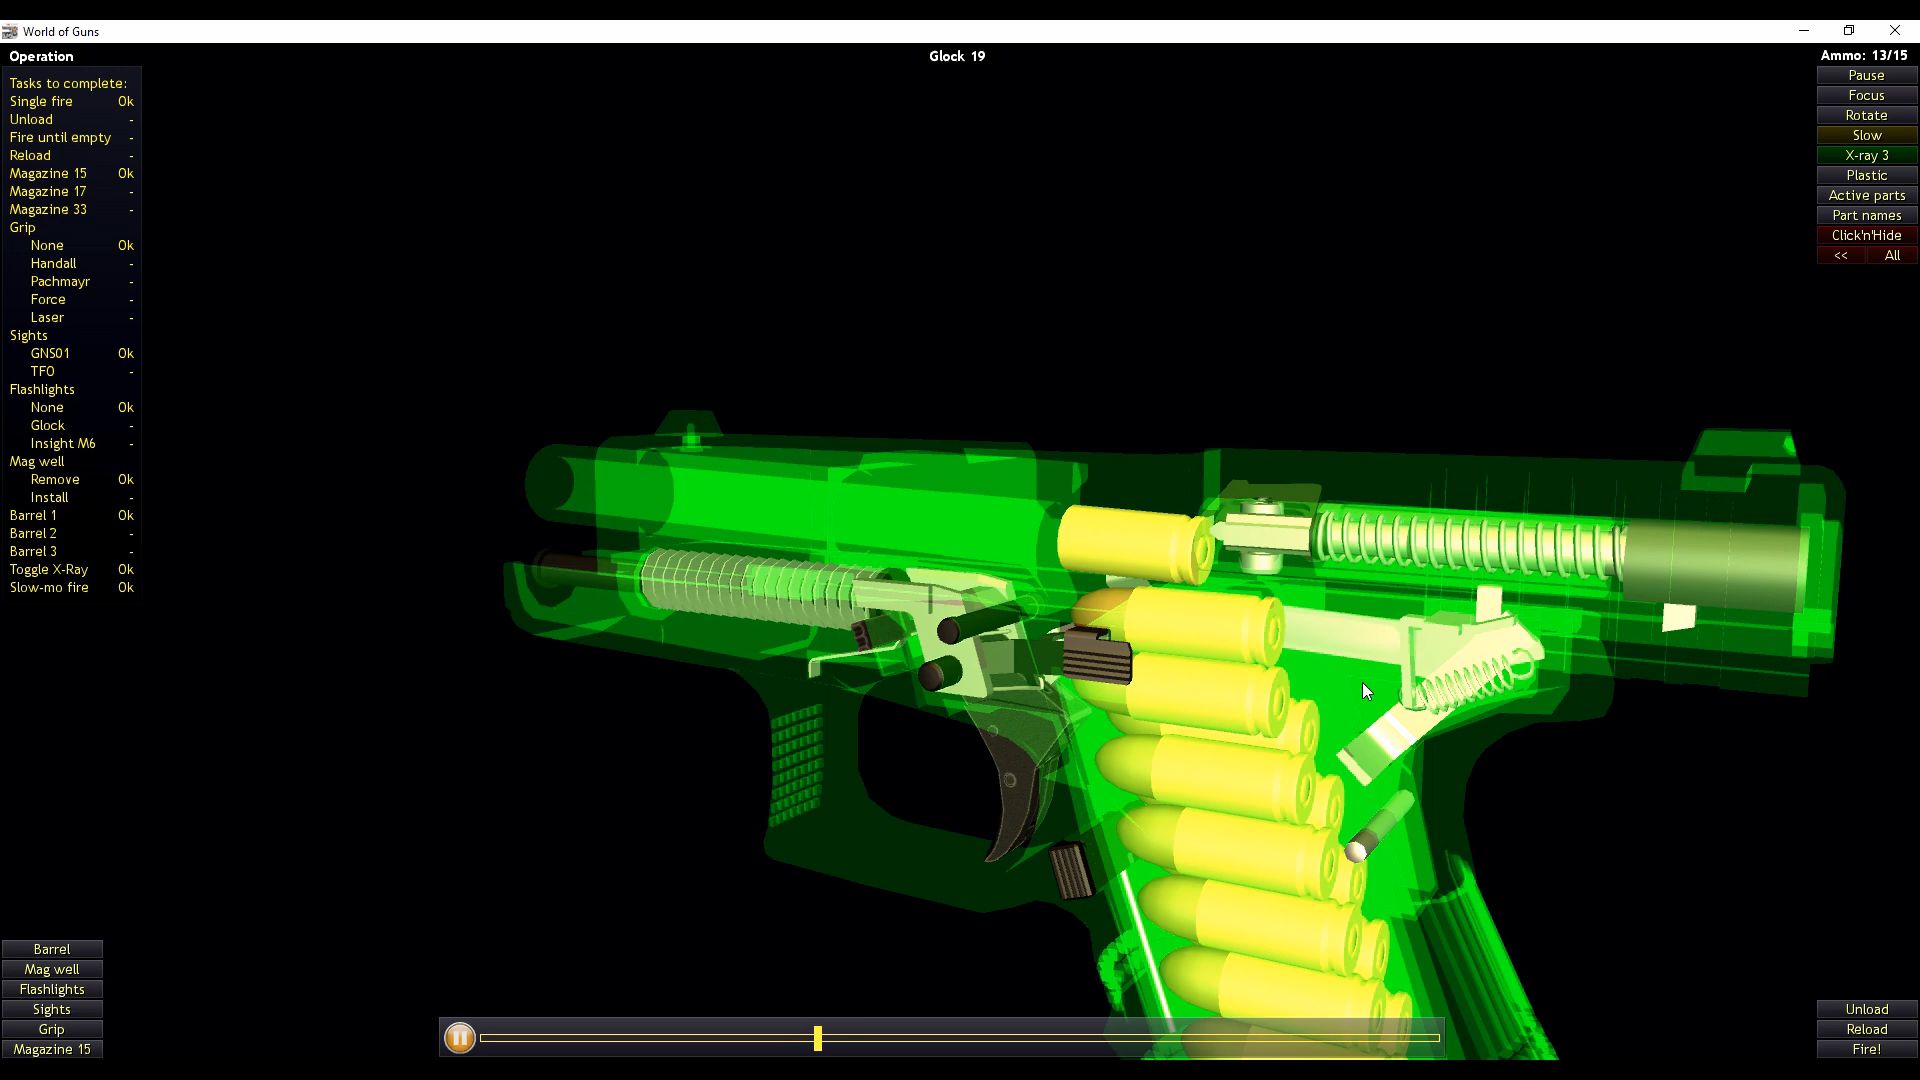 World of Guns
Operation
Glock 19
Ammo: 13/15
Tasks to complete:
Single fire Ok
Unload -
Fire until empty -
Reload -
Magazine 15 Ok
Magazine 17 -
Magazine 33 -
Grip
None Ok
Handall -
Pachmayr -
Force -
Laser -
Sights
GNS01 Ok
TFO -
Flashlights
None Ok
Glock -
Insight M6 -
Mag well
Remove Ok
Install -
Barrel 1 Ok
Barrel 2 -
Barrel 3 -
Toggle X-Ray Ok
Slow-mo fire Ok
Pause
Focus
Rotate
Slow
X-ray 3
Plastic
Active parts
Part names
Click'n'Hide
<< All
Barrel
Mag well
Flashlights
Sights
Grip
Magazine 15
Unload
Reload
Fire!